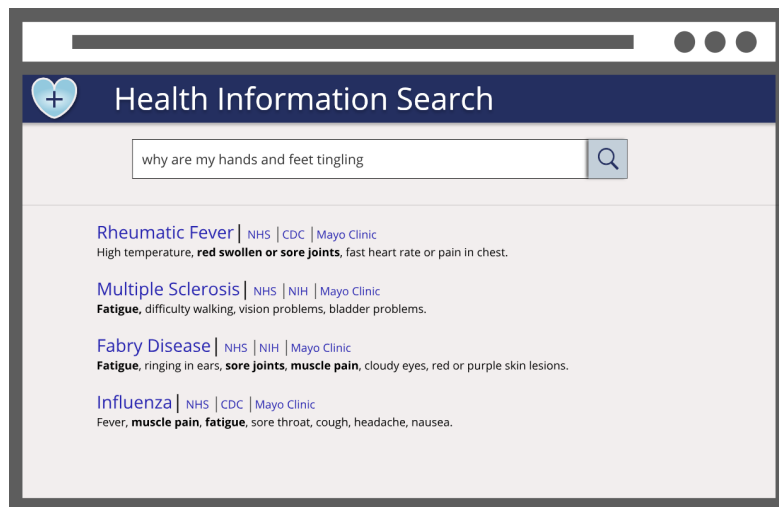 Health Information Search
why are my hands and feet tingling
Rheumatic Fever | NHS | CDC | Mayo Clinic
High temperature, red swollen or sore joints, fast heart rate or pain in chest.
Multiple Sclerosis | NHS | NIH | Mayo Clinic
Fatigue, difficulty walking, vision problems, bladder problems.
Fabry Disease | NHS | NIH | Mayo Clinic
Fatigue, ringing in ears, sore joints, muscle pain, cloudy eyes, red or purple skin lesions.
Influenza | NHS | CDC | Mayo Clinic
Fever, muscle pain, fatigue, sore throat, cough, headache, nausea.